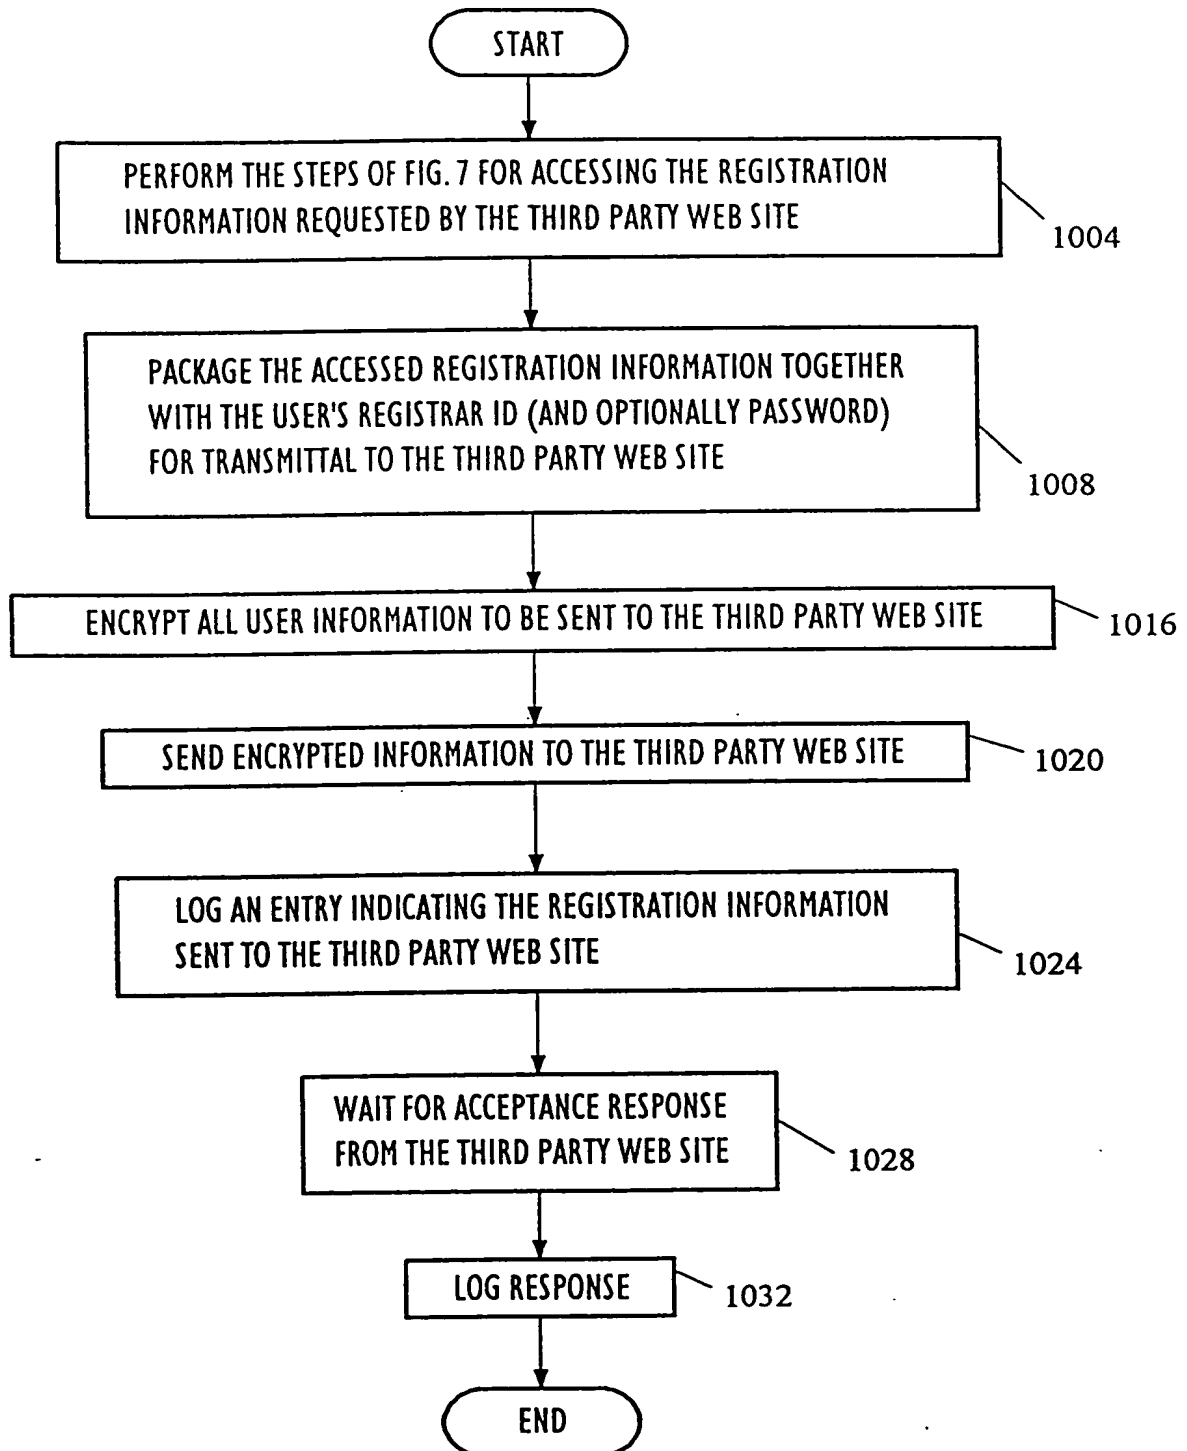 START
PERFORM THE STEPS OF FIG. 7 FOR ACCESSING THE REGISTRATION
INFORMATION REQUESTED BY THE THIRD PARTY WEB SITE
1004
PACKAGE THE ACCESSED REGISTRATION INFORMATION TOGETHER
WITH THE USER'S REGISTRAR ID (AND OPTIONALLY PASSWORD)
FOR TRANSMITTAL TO THE THIRD PARTY WEB SITE
1008
ENCRYPT ALL USER INFORMATION TO BE SENT TO THE THIRD PARTY WEB SITE
1016
SEND ENCRYPTED INFORMATION TO THE THIRD PARTY WEB SITE
1020
LOG AN ENTRY INDICATING THE REGISTRATION INFORMATION
SENT TO THE THIRD PARTY WEB SITE
1024
WAIT FOR ACCEPTANCE RESPONSE
FROM THE THIRD PARTY WEB SITE
1028
LOG RESPONSE
1032
END